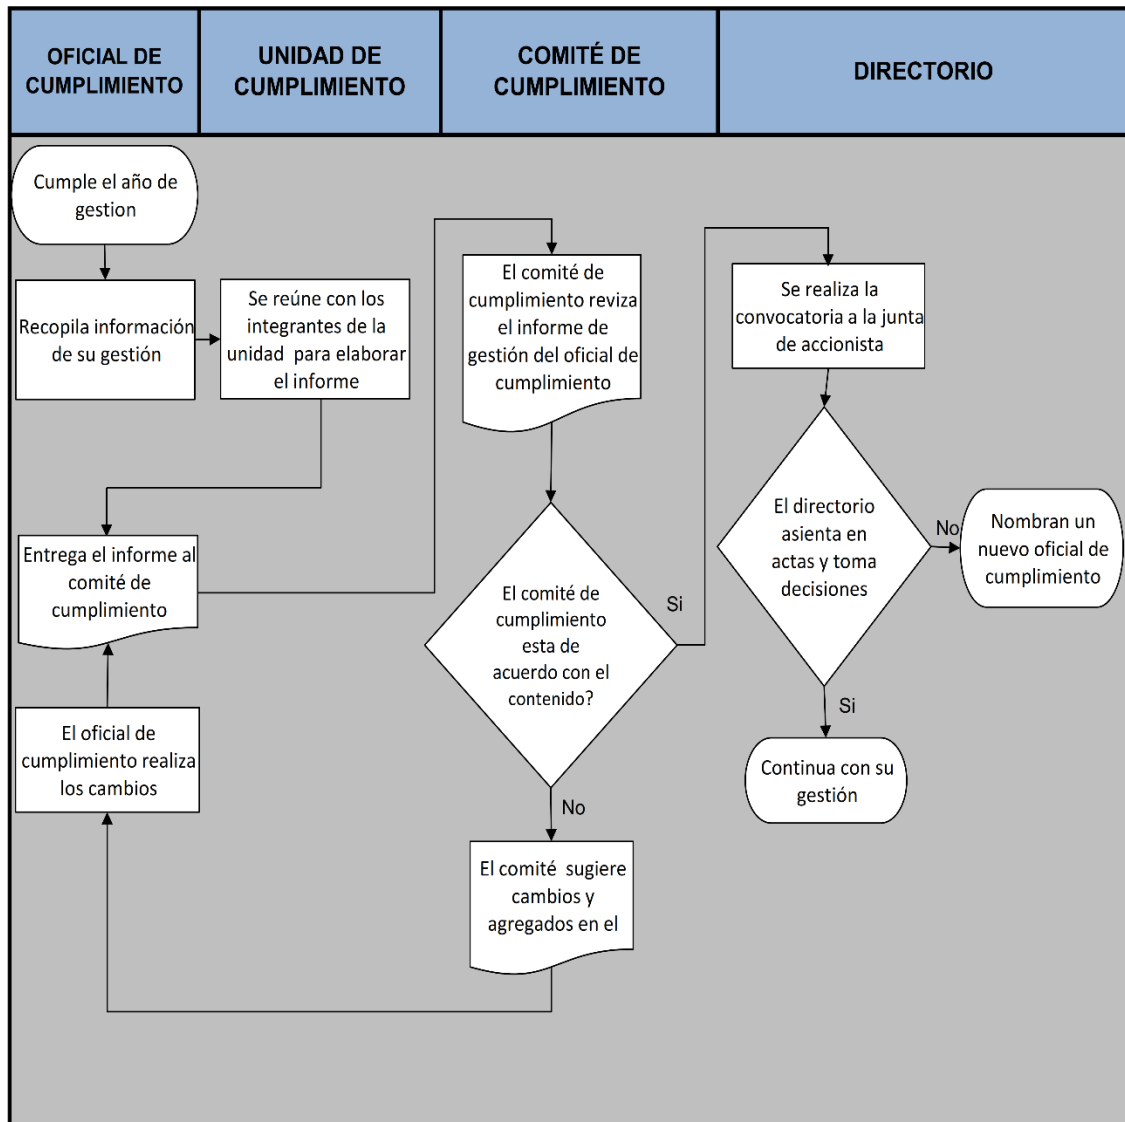 OFICIAL DE
CUMPLIMIENTO
UNIDAD DE
CUMPLIMIENTO
COMITÉ DE
CUMPLIMIENTO
DIRECTORIO
Cumple el año de
gestion
Recopila información
de su gestión
Se reúne con los
integrantes de la
unidad para elaborar
el informe
El comité de
cumplimiento reviza
el informe de
gestión del oficial de
cumplimiento
Se realiza la
convocatoria a la junta
de accionista
Entrega el informe al
comité de
cumplimiento
El comité de
cumplimiento
esta de
acuerdo con el
contenido?
Si
El directorio
asienta en
actas y toma
decisiones
No
Nombran un
nuevo oficial de
cumplimiento
Si
Continua con su
gestión
El oficial de
cumplimiento realiza
los cambios
No
El comité sugiere
cambios y
agregados en el